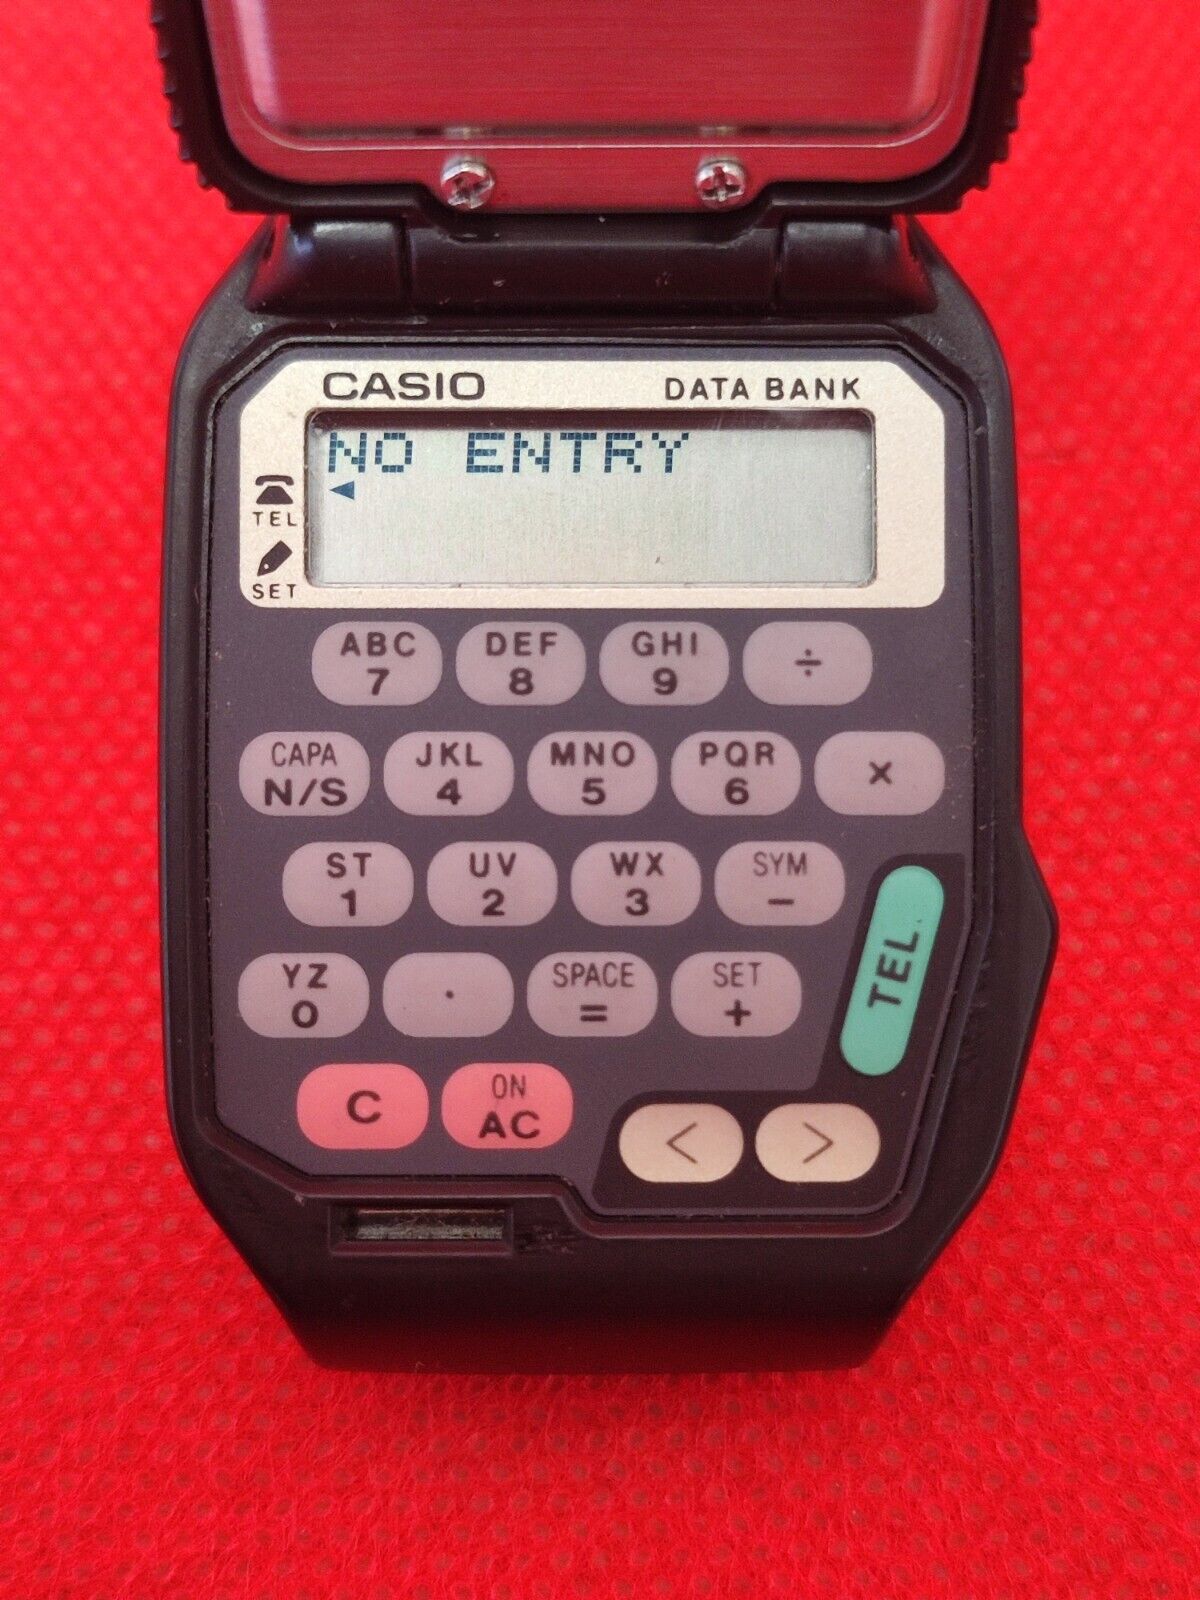 CASIO DATA BANK
NO ENTRY
TEL
SET
ABC DEF GHI ÷
7 8 9
CAPA JKL MNO PQR ×
N/S 4 5 6
ST UV WX SYM
1 2 3 −
TEL
YZ . SPACE SET
0 = +
C ON
AC
< >